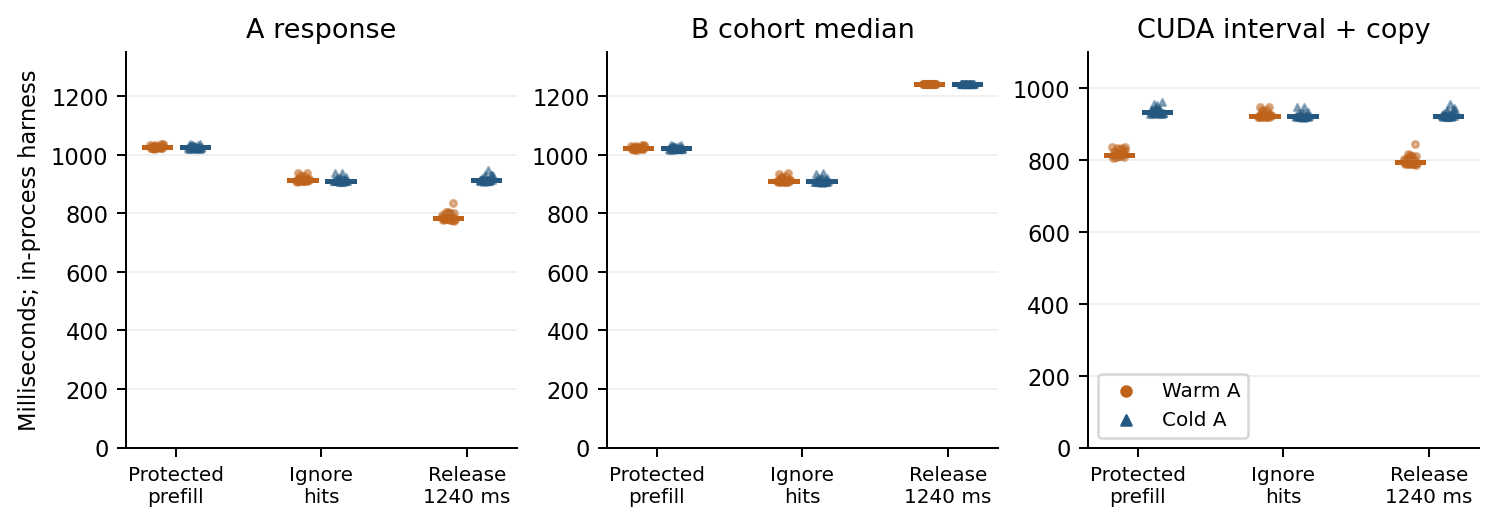 A response
B cohort median
CUDA interval + copy
Milliseconds; in-process harness
1200
1000
800
600
400
200
0
Protected
prefill
Ignore
hits
Release
1240 ms
1200
1000
800
600
400
200
0
Protected
prefill
Ignore
hits
Release
1240 ms
1000
800
600
400
200
0
Warm A
Cold A
Protected
prefill
Ignore
hits
Release
1240 ms